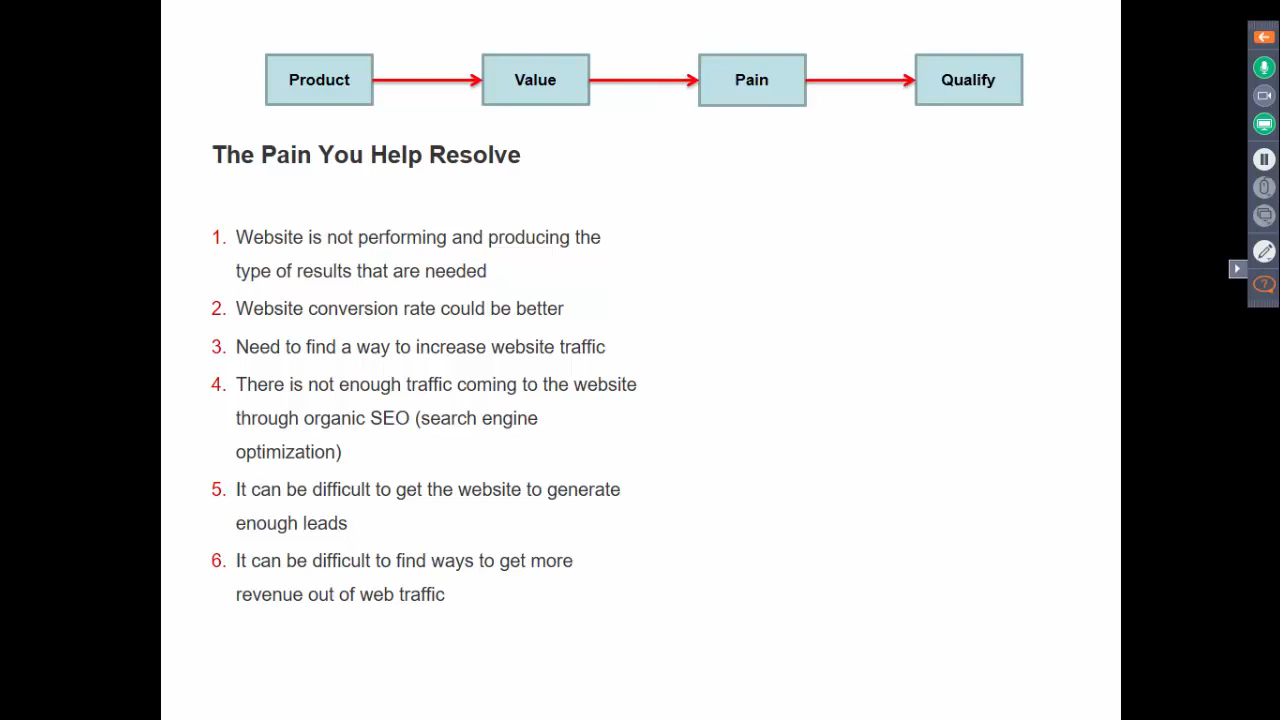 Product
Value
Pain
Qualify
The Pain You Help Resolve
1. Website is not performing and producing the
type of results that are needed
2. Website conversion rate could be better
3. Need to find a way to increase website traffic
4. There is not enough traffic coming to the website
through organic SEO (search engine
optimization)
5. It can be difficult to get the website to generate
enough leads
6. It can be difficult to find ways to get more
revenue out of web traffic
?